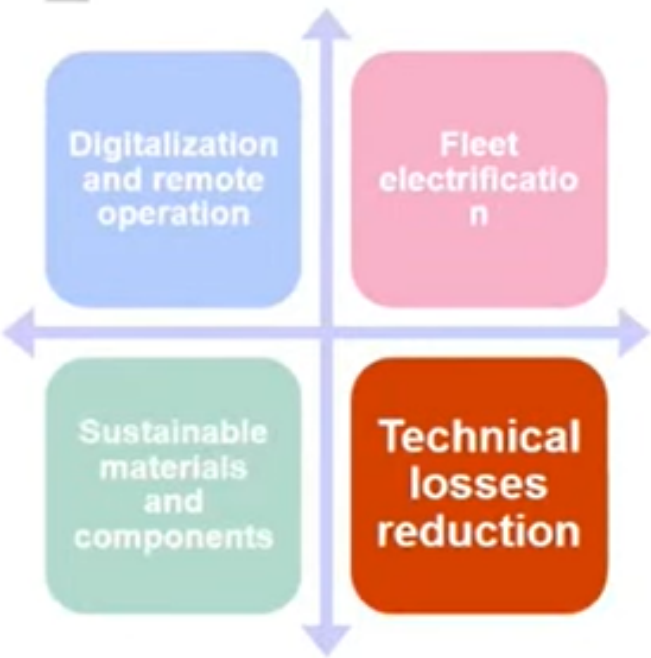 Digitalization
and remote
operation
Fleet
electrificatio
n
Sustainable
materials
and
components
Technical
losses
reduction